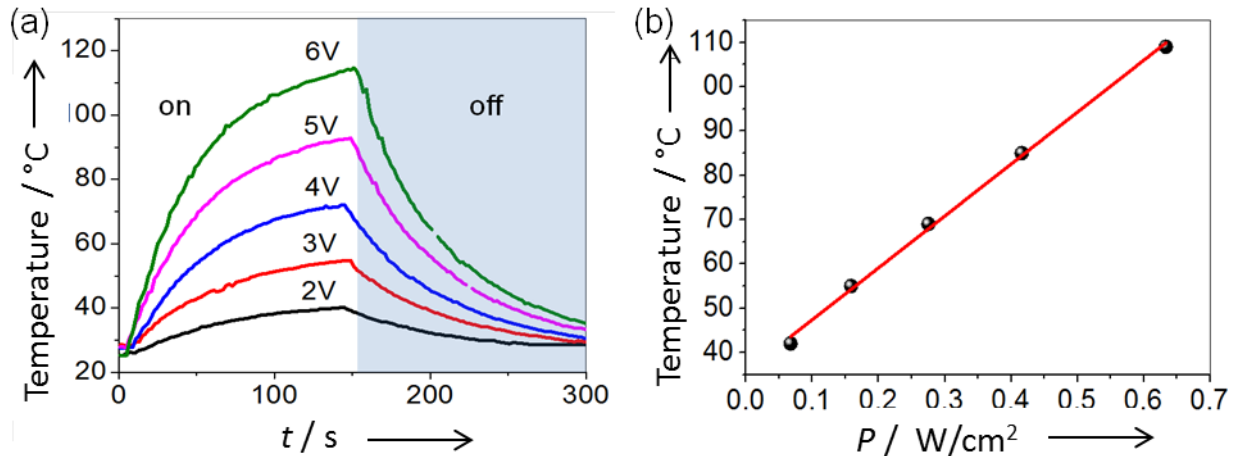 (a)
Temperature / °C
120
00
80
60
40
20
on
off
6V
5V
4V
3V
2V
0
100
200
300
t / s
(b)
Temperature / °C
110
00
90
80
70
60
50
40
0.0
0.1
0.2
0.3
0.4
0.5
0.6
0.7
P / W/cm²